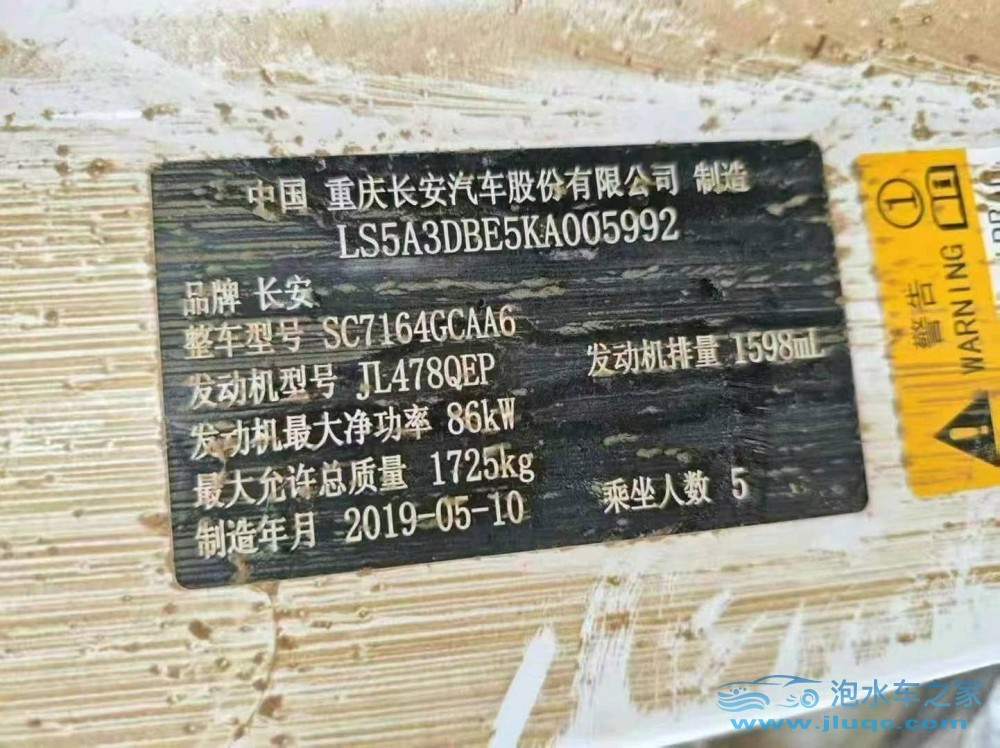 中国 重庆长安汽车股份有限公司 制造
LS5A3DBE5KA005992
品牌 长安
整车型号 SC7164GCAA6
发动机型号 JL478QEP 发动机排量 1598mL
发动机最大净功率 86kW
最大允许总质量 1725kg 乘坐人数 5
制造年月 2019-05-10
警告
WARNING
泡水车之家
www.jluqc.com